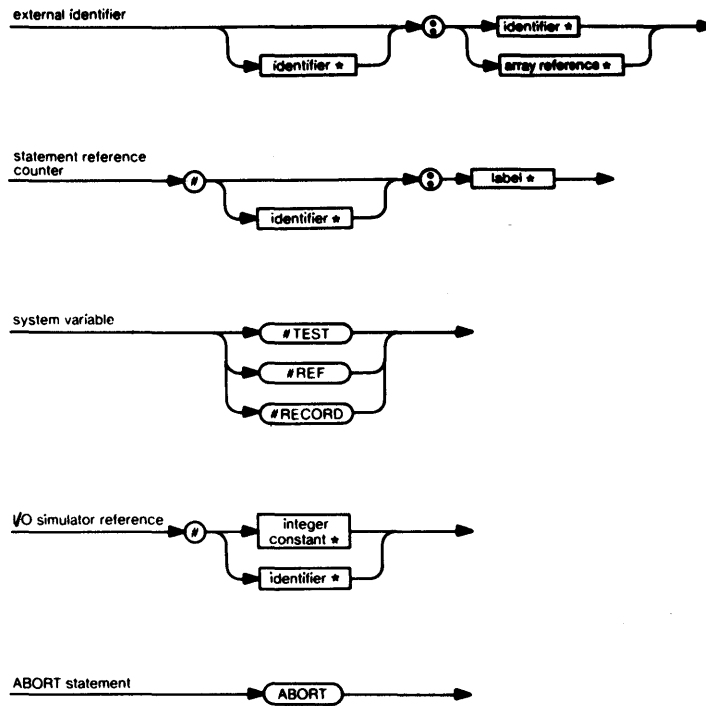 external identifier
:
identifier *
identifier *
array reference *
statement reference
counter
#
:
label *
identifier *
system variable
#TEST
#REF
#RECORD
I/O simulator reference
#
integer
constant *
identifier *
ABORT statement
ABORT